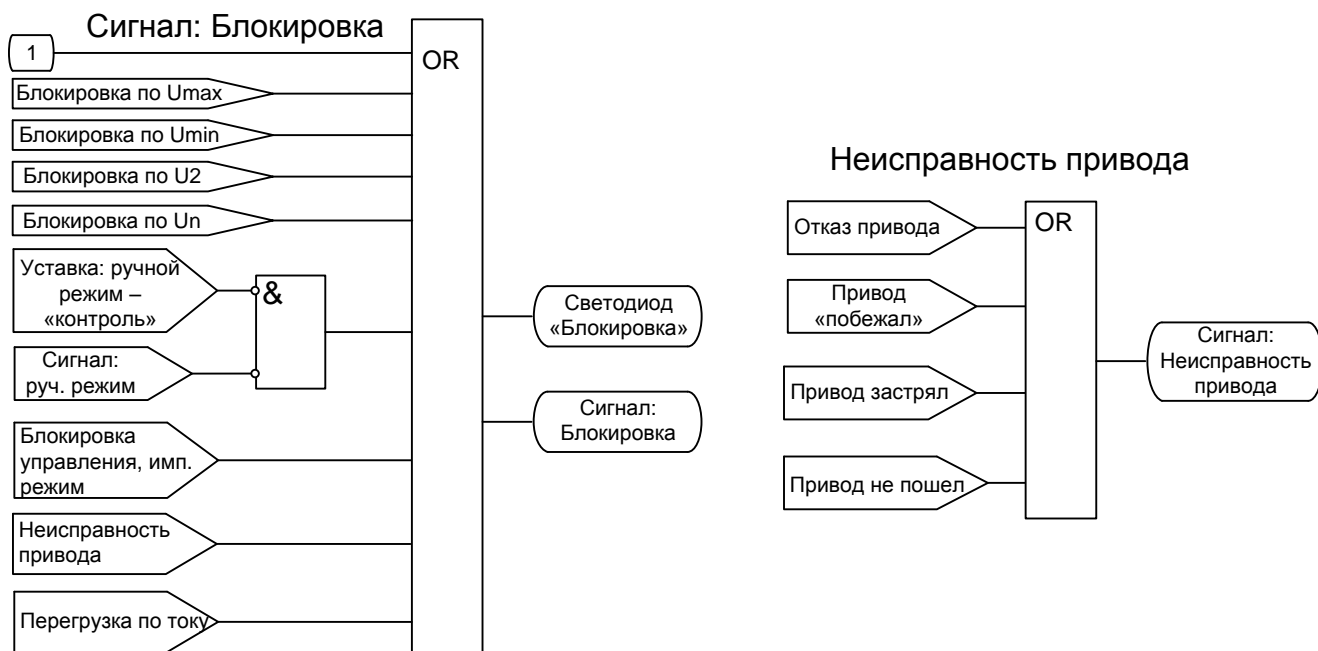 Сигнал: Блокировка
1
OR
Блокировка по Umax
Блокировка по Umin
Блокировка по U2
Блокировка по Un
Уставка: ручной
режим –
«контроль»
&
Сигнал:
руч. режим
Блокировка
управления, имп.
режим
Неисправность
привода
Перегрузка по току
Светодиод
«Блокировка»
Сигнал:
Блокировка
Неисправность привода
Отказ привода
OR
Привод
«побежал»
Привод застрял
Привод не пошел
Сигнал:
Неисправность
привода